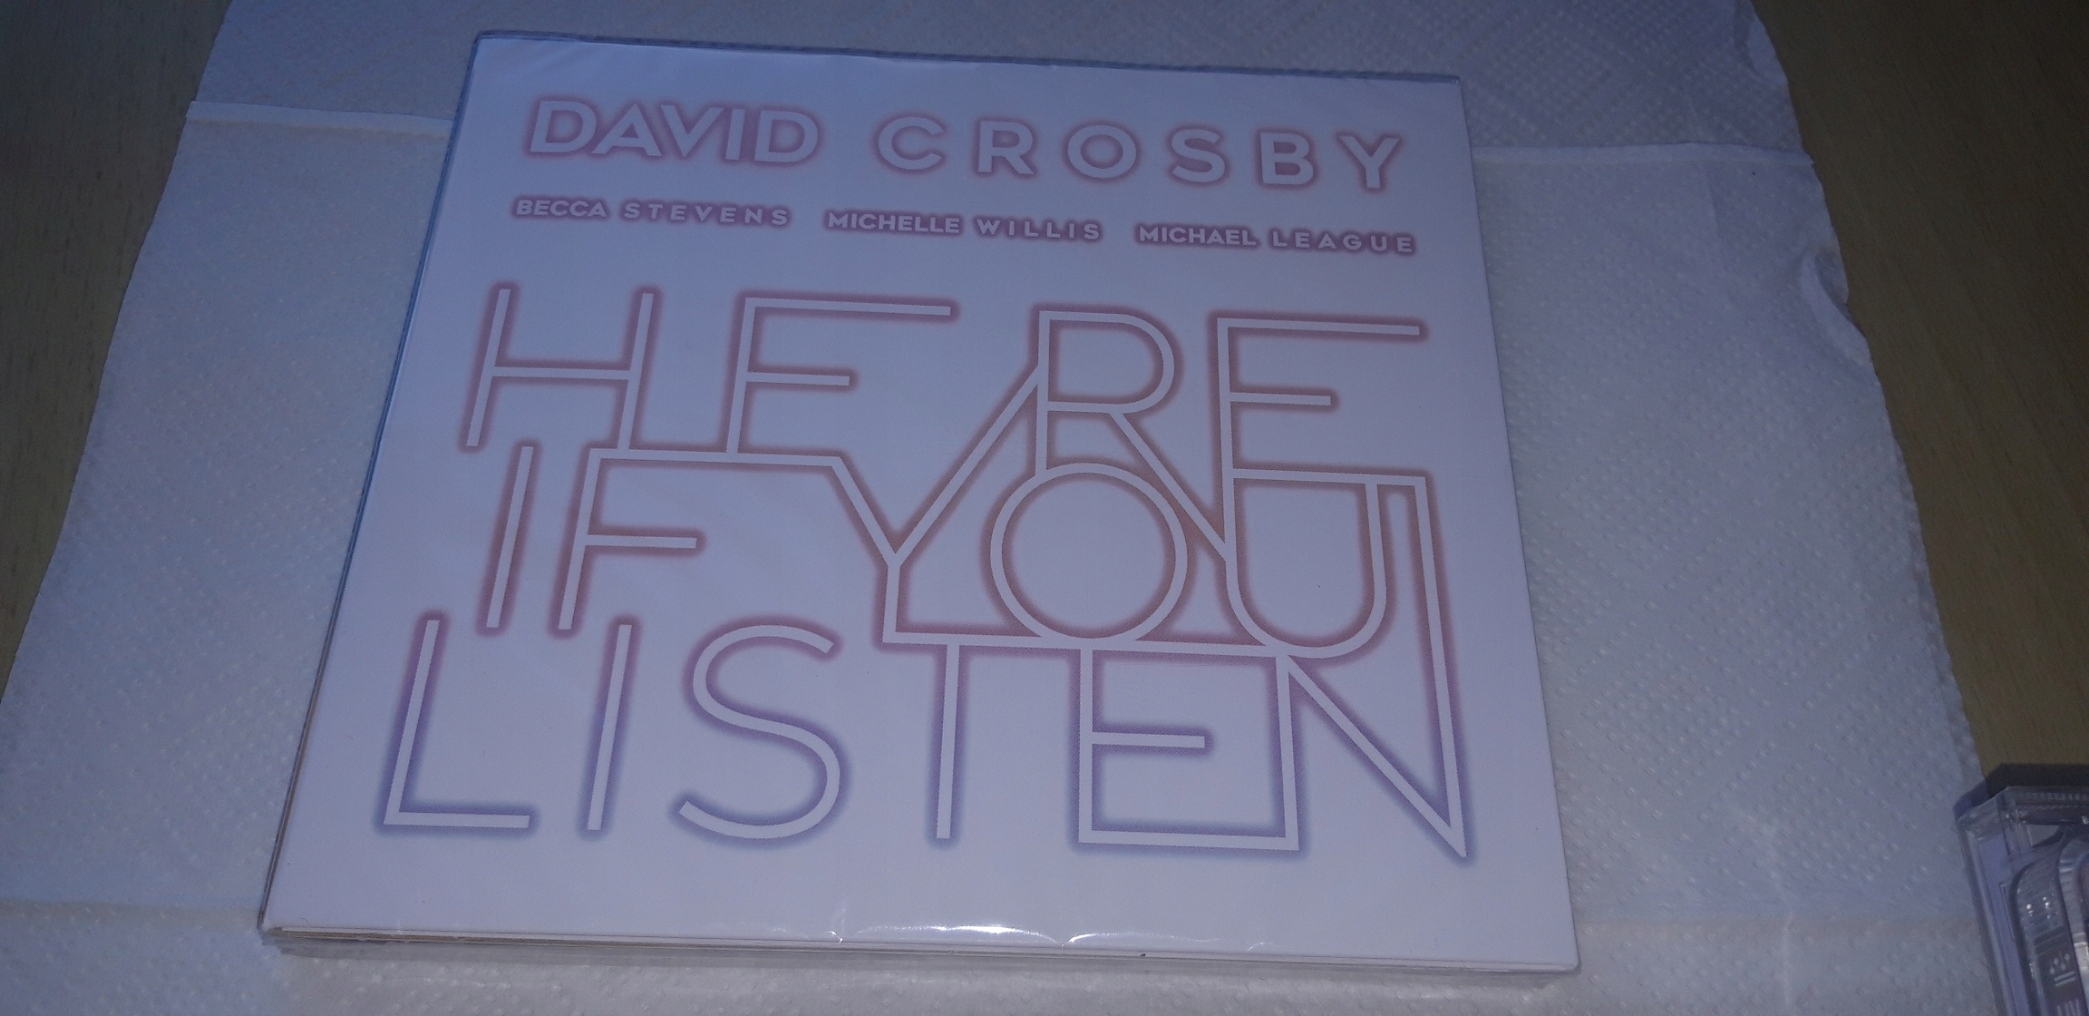 DAVID CROSBY
BECCA STEVENS MICHELLE WILLIS MICHAEL LEAGUE
HERE
IF YOU
LISTEN